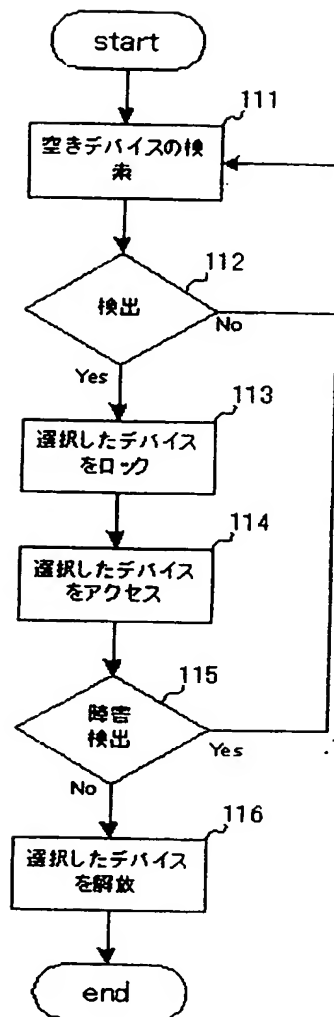 start
111
空きデバイスの検
索
112
検出
No
Yes
113
選択したデバイス
をロック
114
選択したデバイス
をアクセス
115
障害
検出
Yes
No
116
選択したデバイス
を解放
end